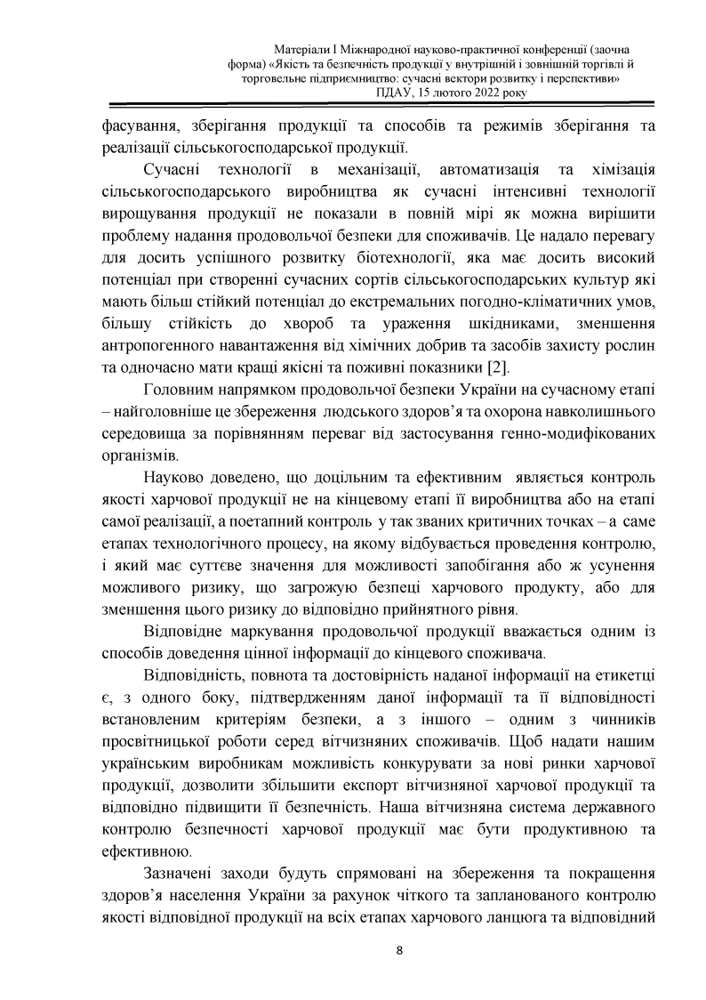 Матеріали І Міжнародної науково-практичної конференції (заочна
форма) «Якість та безпечність продукції у внутрішній і зовнішній торгівлі й
торговельне підприємництво: сучасні вектори розвитку і перспективи»
ПДАУ, 15 лютого 2022 року
фасування, зберігання продукції та способів та режимів зберігання та
реалізації сільськогосподарської продукції.
Сучасні технології в механізації, автоматизація та хімізація
сільськогосподарського виробництва як сучасні інтенсивні технології
вирощування продукції не показали в повній мірі як можна вирішити
проблему надання продовольчої безпеки для споживачів. Це надало перевагу
для досить успішного розвитку біотехнології, яка має досить високий
потенціал при створенні сучасних сортів сільськогосподарських культур які
мають більш стійкий потенціал до екстремальних погодно-кліматичних умов,
більшу стійкість до хвороб та ураження шкідниками, зменшення
антропогенного навантаження від хімічних добрив та засобів захисту рослин
та одночасно мати кращі якісні та поживні показники [2].
Головним напрямком продовольчої безпеки України на сучасному етапі
– найголовніше це збереження людського здоров’я та охорона навколишнього
середовища за порівнянням переваг від застосування генно-модифікованих
організмів.
Науково доведено, що доцільним та ефективним являється контроль
якості харчової продукції не на кінцевому етапі її виробництва або на етапі
самої реалізації, а поетапний контроль у так званих критичних точках – а саме
етапах технологічного процесу, на якому відбувається проведення контролю,
і який має суттєве значення для можливості запобігання або ж усунення
можливого ризику, що загрожую безпеці харчового продукту, або для
зменшення цього ризику до відповідно прийнятного рівня.
Відповідне маркування продовольчої продукції вважається одним із
способів доведення цінної інформації до кінцевого споживача.
Відповідність, повнота та достовірність наданої інформації на етикетці
є, з одного боку, підтвердженням даної інформації та її відповідності
встановленим критеріям безпеки, а з іншого – одним з чинників
просвітницької роботи серед вітчизняних споживачів. Щоб надати нашим
українським виробникам можливість конкурувати за нові ринки харчової
продукції, дозволити збільшити експорт вітчизняної харчової продукції та
відповідно підвищити її безпечність. Наша вітчизняна система державного
контролю безпечності харчової продукції має бути продуктивною та
ефективною.
Зазначені заходи будуть спрямовані на збереження та покращення
здоров’я населення України за рахунок чіткого та запланованого контролю
якості відповідної продукції на всіх етапах харчового ланцюга та відповідний
8